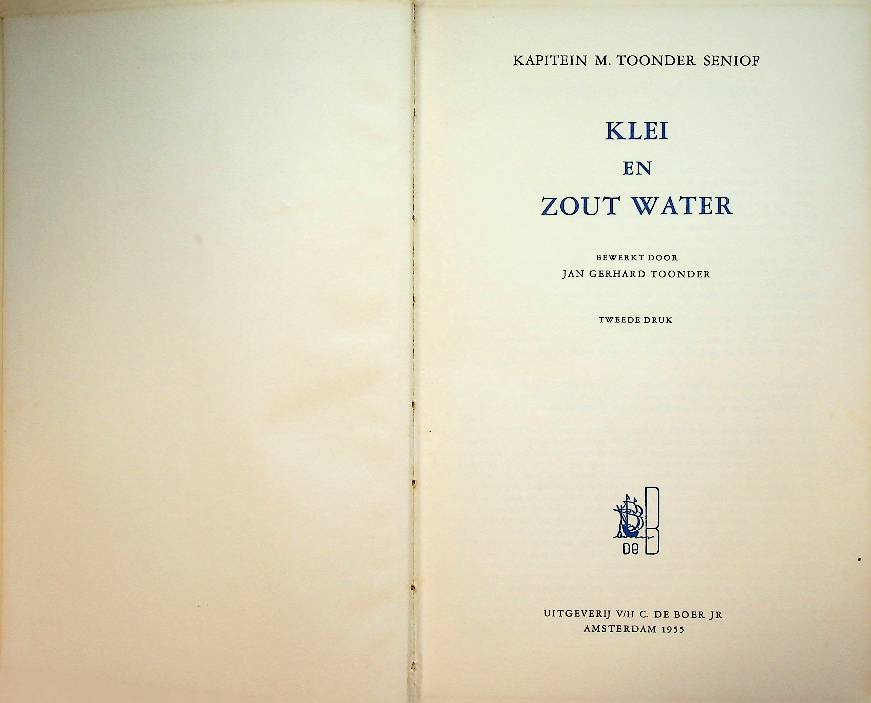 KAPITEIN M. TOONDER SENIOR
KLEI
EN
ZOUT WATER
BEWERKT DOOR
JAN GERHARD TOONDER
TWEEDE DRUK
DE B
UITGEVERIJ V/H C. DE BOER JR
AMSTERDAM 1955